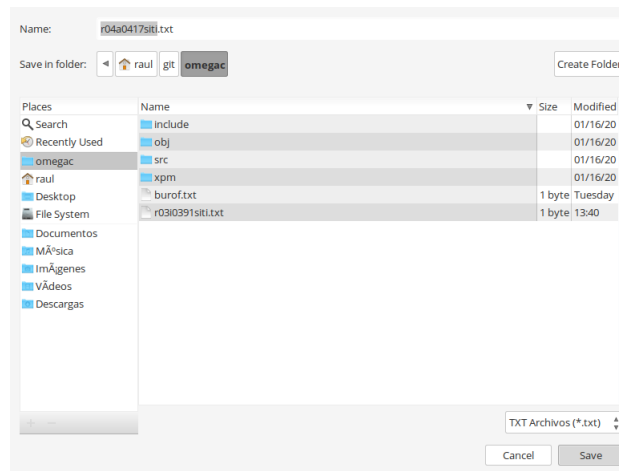 Name: r04a0417siti.txt
Save in folder: raul git omegac Create Folder
Places Name Size Modified
Search include 01/16/20
Recently Used obj 01/16/20
omegac src 01/16/20
raul xpm 01/16/20
Desktop burof.txt 1 byte Tuesday
File System r03i0391siti.txt 1 byte 13:40
Documentos
MÃºsica
ImÃ¡genes
VÃdeos
Descargas
TXT Archivos (*.txt)
Cancel Save